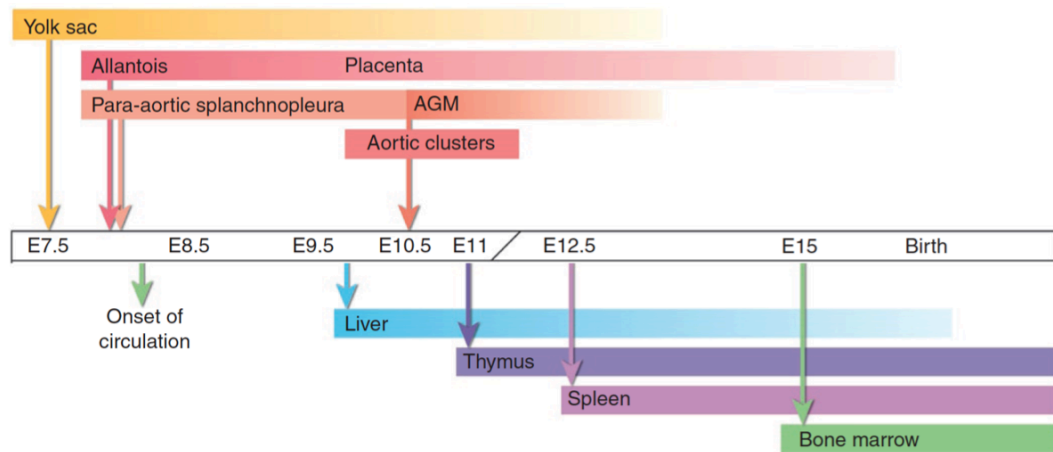 Yolk sac
Allantois Placenta
Para-aortic splanchnopleura AGM
Aortic clusters
E7.5 E8.5 E9.5 E10.5 E11 E12.5 E15 Birth
Onset of
circulation
Liver
Thymus
Spleen
Bone marrow